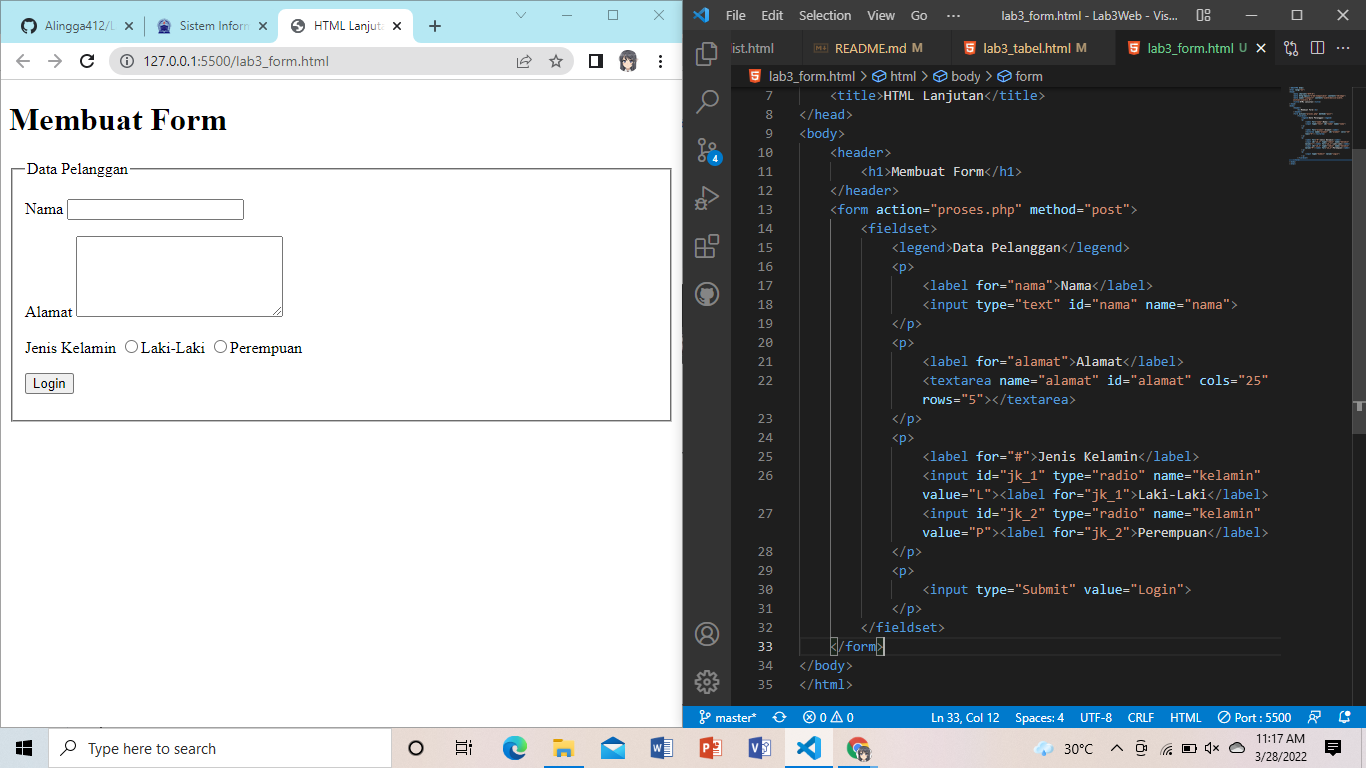 Alingga412/L
Sistem Inform
HTML Lanjuta
127.0.0.1:5500/lab3_form.html
Membuat Form
Data Pelanggan
Nama
Alamat
Jenis Kelamin Laki-Laki Perempuan
Login
File Edit Selection View Go ··· lab3_form.html - Lab3Web - Vis...
ist.html README.md M lab3_tabel.html M lab3_form.html U
lab3_form.html > html > body > form
4
7 <title>HTML Lanjutan</title>
8 </head>
9 <body>
10 <header>
11 <h1>Membuat Form</h1>
12 </header>
13 <form action="proses.php" method="post">
14 <fieldset>
15 <legend>Data Pelanggan</legend>
16 <p>
17 <label for="nama">Nama</label>
18 <input type="text" id="nama" name="nama">
19 </p>
20 <p>
21 <label for="alamat">Alamat</label>
22 <textarea name="alamat" id="alamat" cols="25"
rows="5"></textarea>
23 </p>
24 <p>
25 <label for="#">Jenis Kelamin</label>
26 <input id="jk_1" type="radio" name="kelamin"
value="L"><label for="jk_1">Laki-Laki</label>
27 <input id="jk_2" type="radio" name="kelamin"
value="P"><label for="jk_2">Perempuan</label>
28 </p>
29 <p>
30 <input type="Submit" value="Login">
31 </p>
32 </fieldset>
33 </form>
34 </body>
35 </html>
master* 0 0 Ln 33, Col 12 Spaces: 4 UTF-8 CRLF HTML Port : 5500
Type here to search
30°C
11:17 AM
3/28/2022